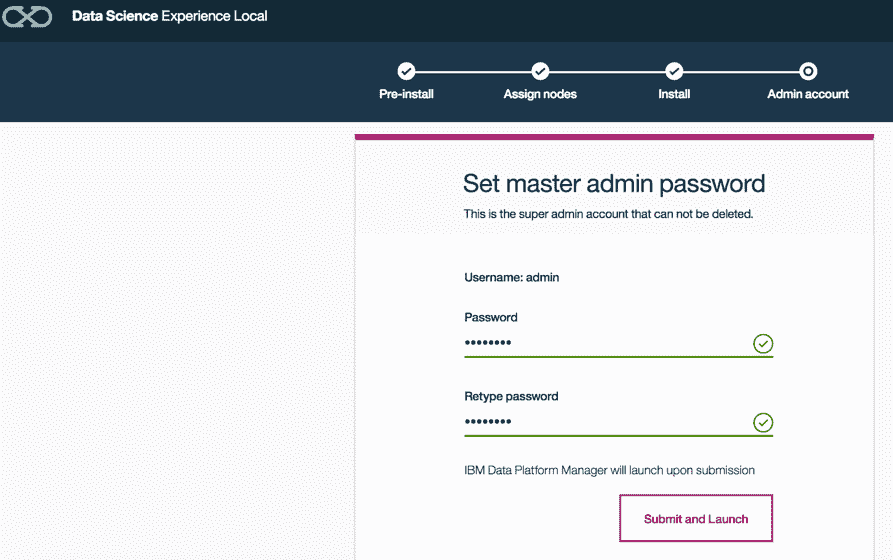 Data Science Experience Local
Pre-install
Assign nodes
Install
Admin account
Set master admin password
This is the super admin account that can not be deleted.
Username: admin
Password
••••••••
Retype password
••••••••
IBM Data Platform Manager will launch upon submission
Submit and Launch